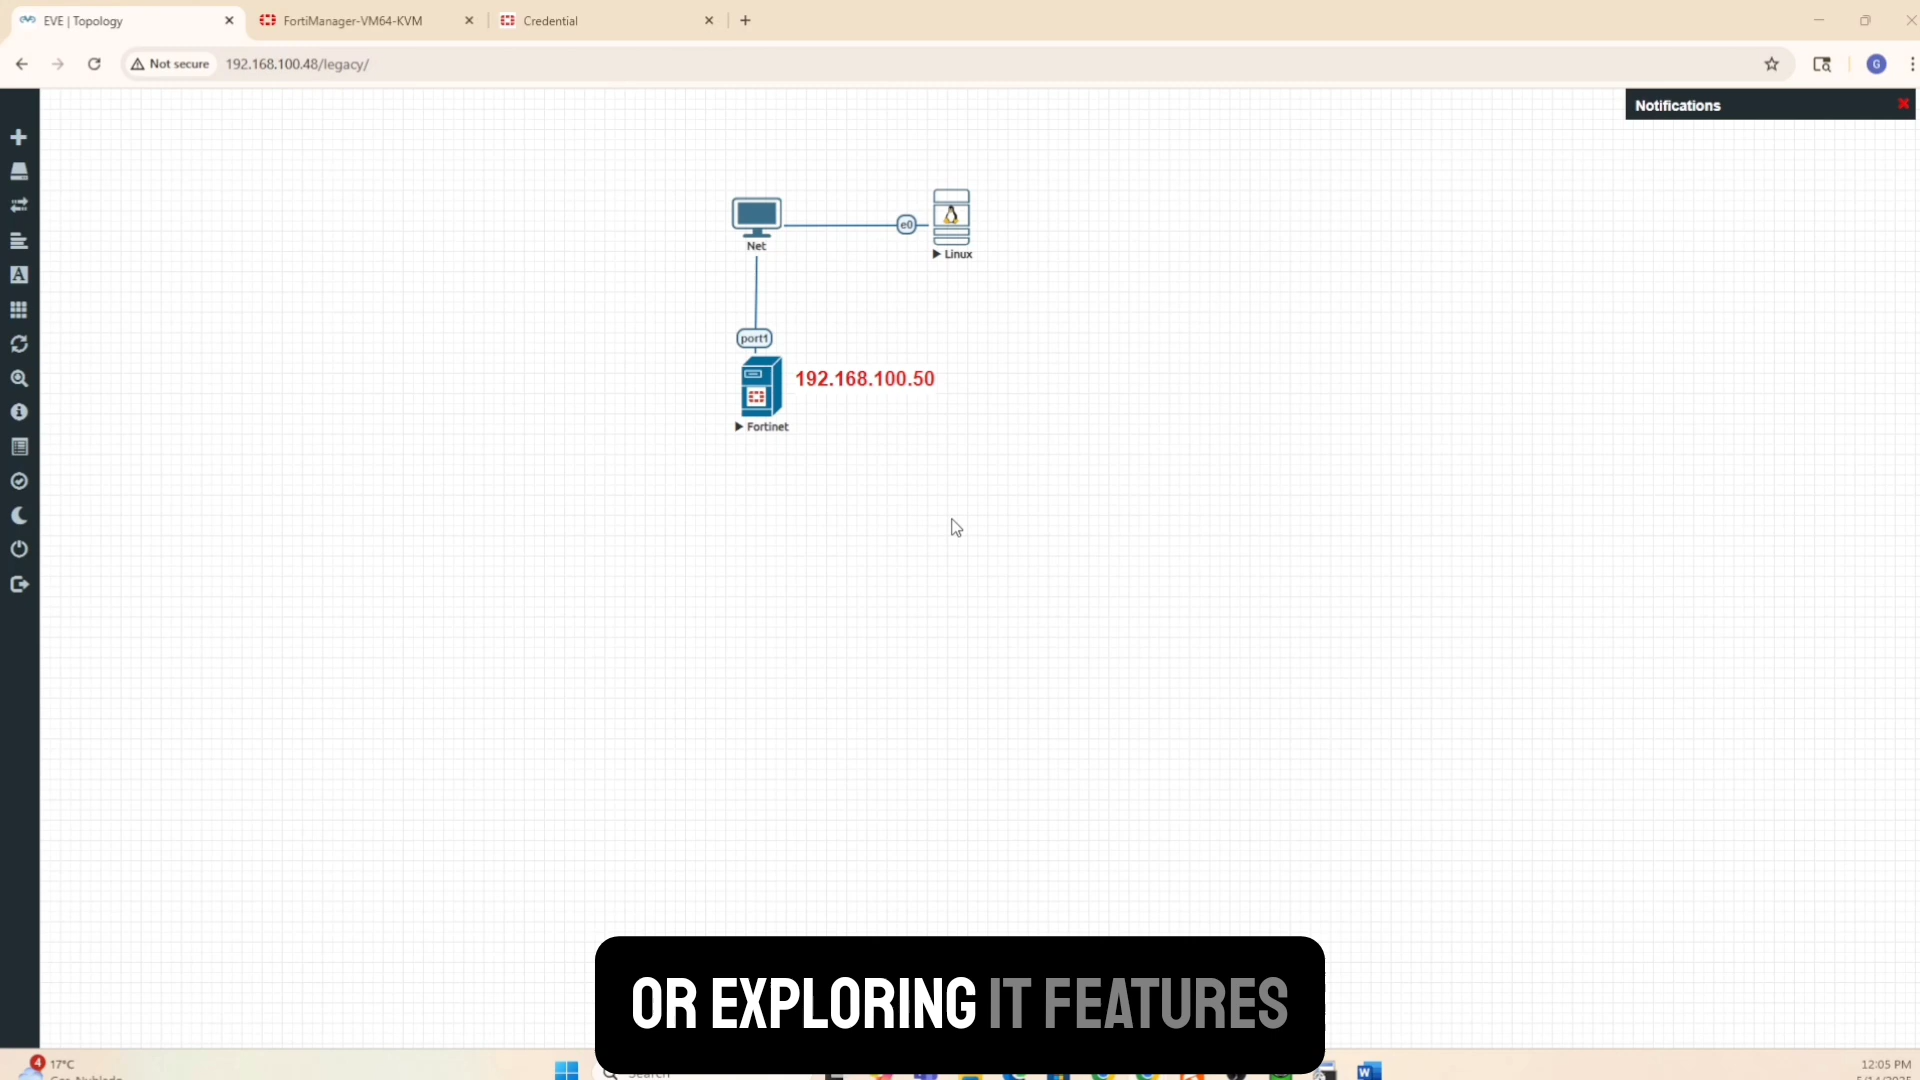 EVE | Topology
FortiManager-VM64-KVM
Credential
Not secure
192.168.100.48/legacy/
G
Notifications
Net
e0
Linux
port1
192.168.100.50
Fortinet
OR EXPLORING IT FEATURES
4
17°C
12:05 PM